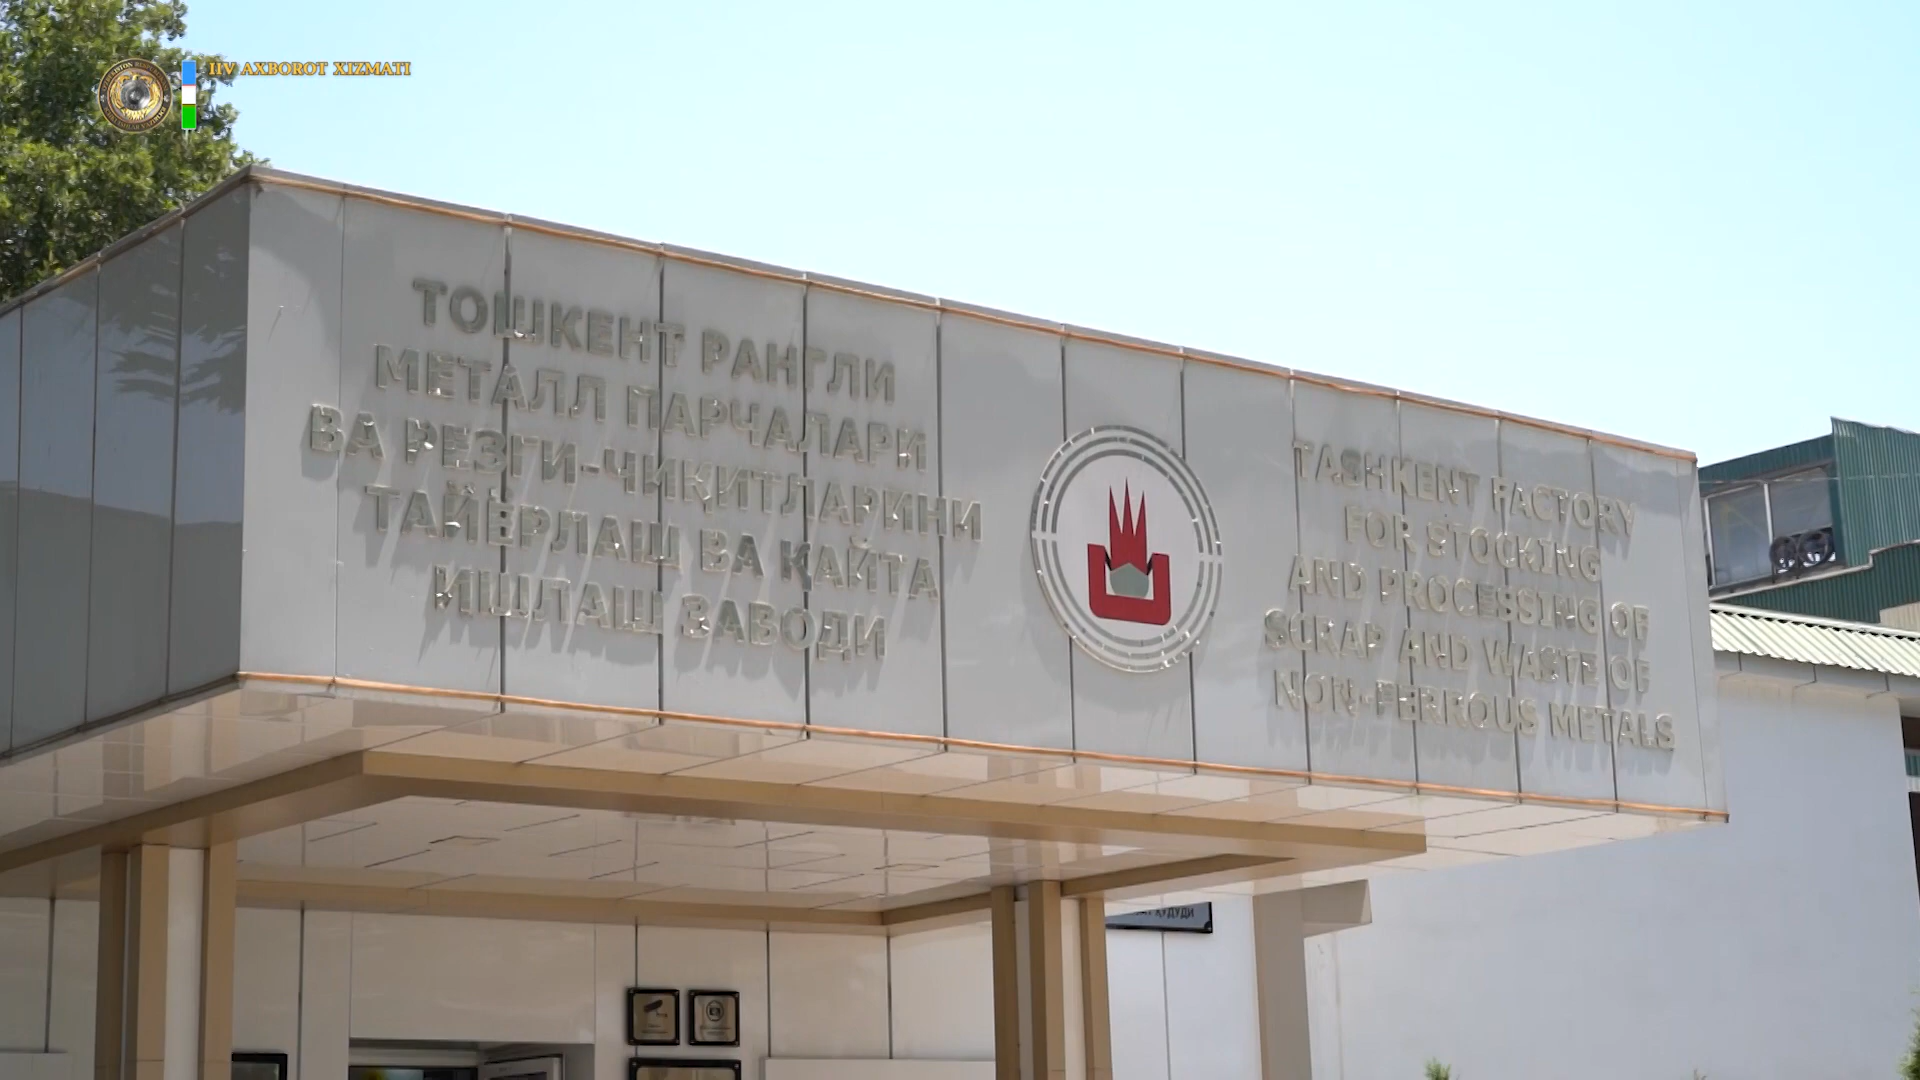 IIV AXBOROT XIZMATI
ТОШКЕНТ РАНГЛИ
МЕТАЛЛ ПАРЧАЛАРИ
ВА РЕЗГИ-ЧИҚИТЛАРИНИ
ТАЙЁРЛАШ ВА ҚАЙТА
ИШЛАШ ЗАВОДИ
TASHKENT FACTORY
FOR STOCKING
AND PROCESSING OF
SCRAP AND WASTE OF
NON-FERROUS METALS